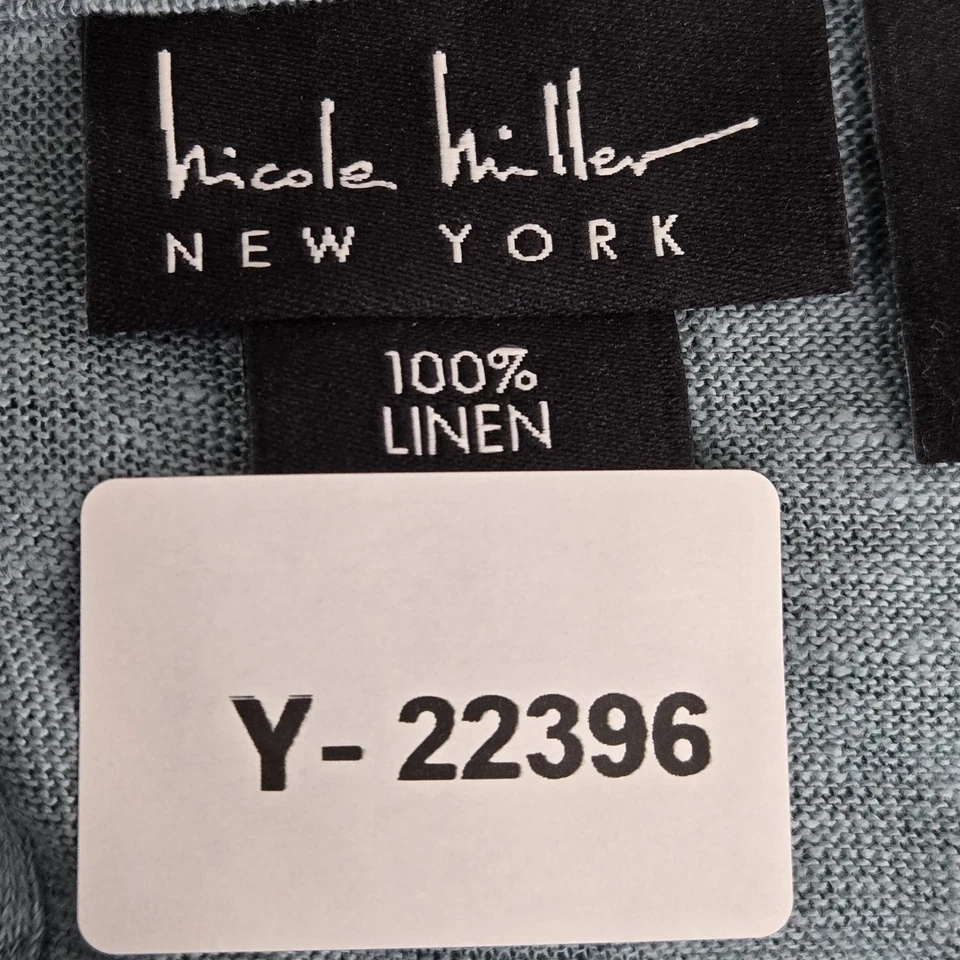 nicole miller
NEW YORK
100%
LINEN
Y- 22396